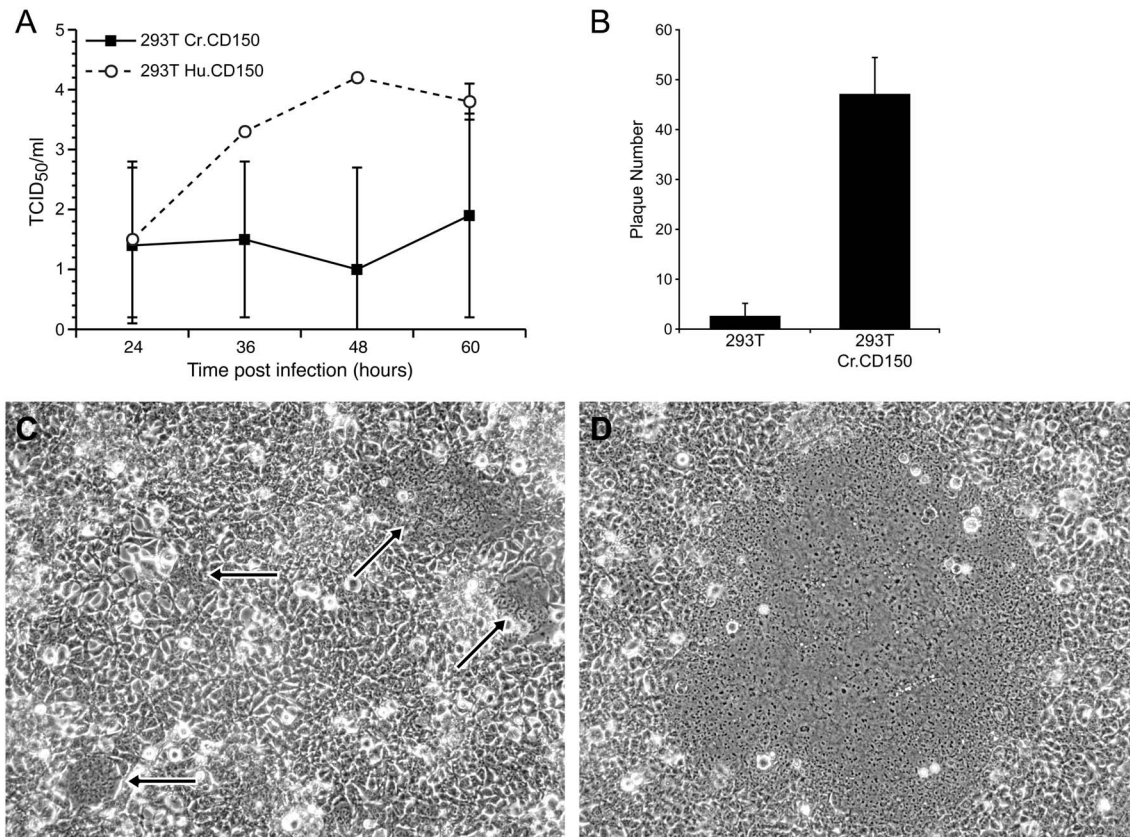 A
5
4
3
2
1
0
TCID50/ml
293T Cr.CD150
293T Hu.CD150
24 36 48 60
Time post infection (hours)
B
60
50
40
30
20
10
0
Plaque Number
293T 293T
Cr.CD150
C
D